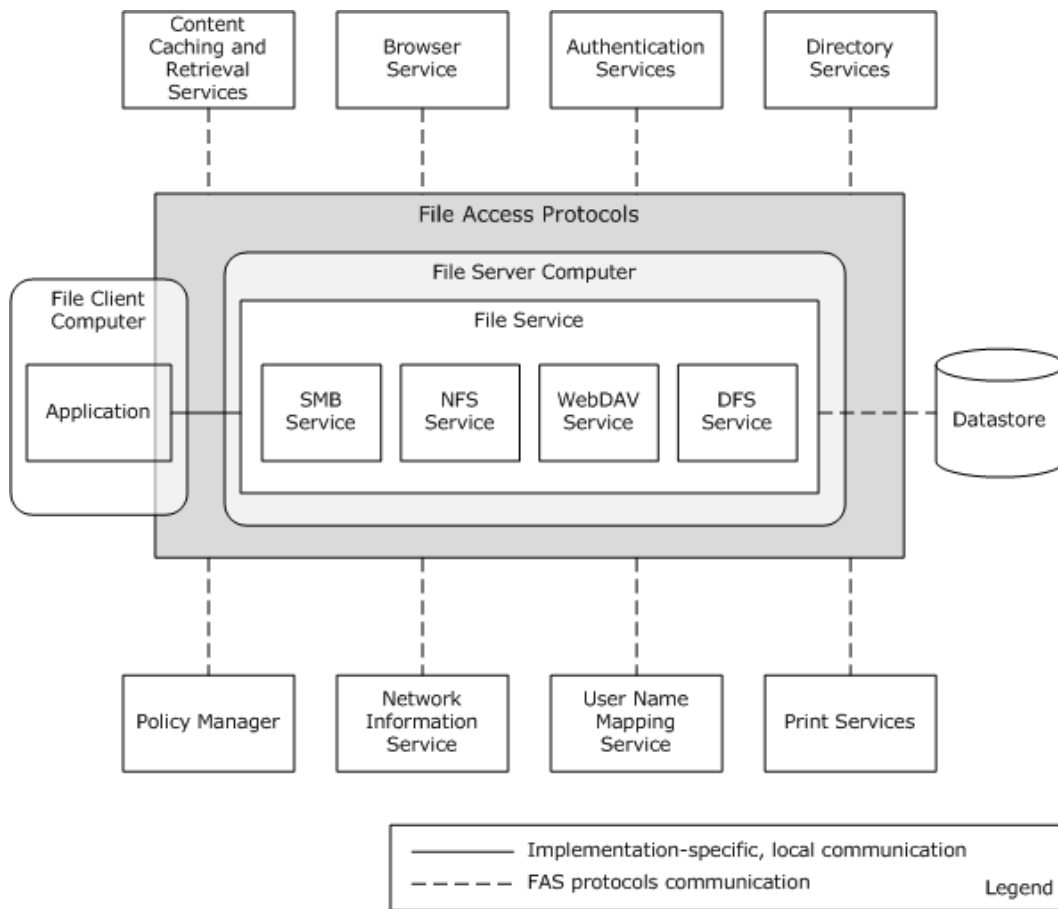 Content
Caching and
Retrieval
Services
Browser
Service
Authentication
Services
Directory
Services
File Access Protocols
File Server Computer
File Client
Computer
File Service
Application
SMB
Service
NFS
Service
WebDAV
Service
DFS
Service
Datastore
Policy Manager
Network
Information
Service
User Name
Mapping
Service
Print Services
Implementation-specific, local communication
FAS protocols communication
Legend